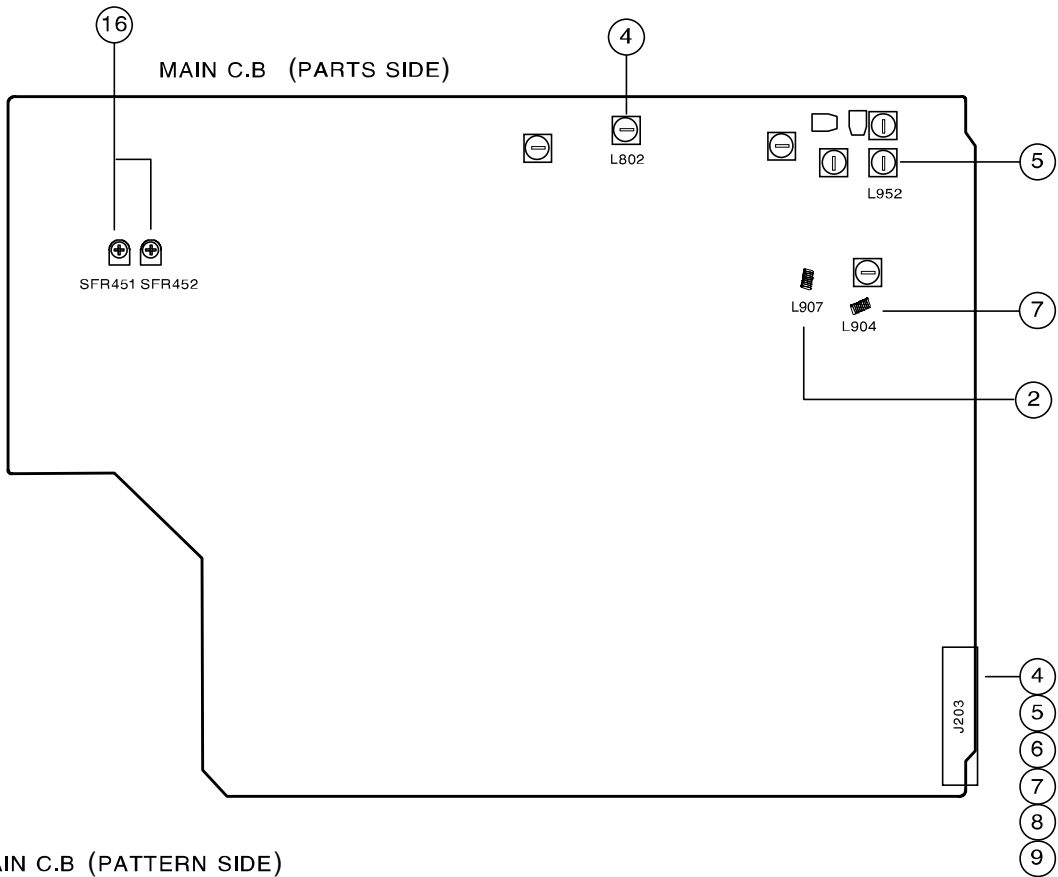 16
4
MAIN C.B (PARTS SIDE)
L802
5
L952
SFR451 SFR452
L907
L904
7
2
J203
4
5
6
7
8
9
AIN C.B (PATTERN SIDE)